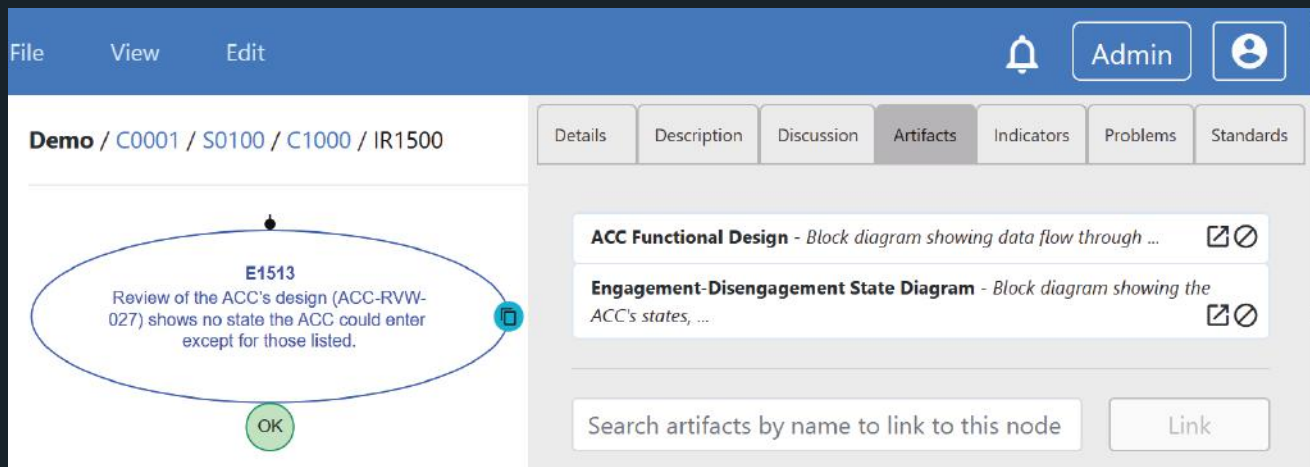 File View Edit Admin
Demo / C0001 / S0100 / C1000 / IR1500
Details Description Discussion Artifacts Indicators Problems Standards
E1513
Review of the ACC's design (ACC-RVW-
027) shows no state the ACC could enter
except for those listed.
OK
ACC Functional Design - Block diagram showing data flow through ...
Engagement-Disengagement State Diagram - Block diagram showing the
ACC's states, ...
Search artifacts by name to link to this node
Link